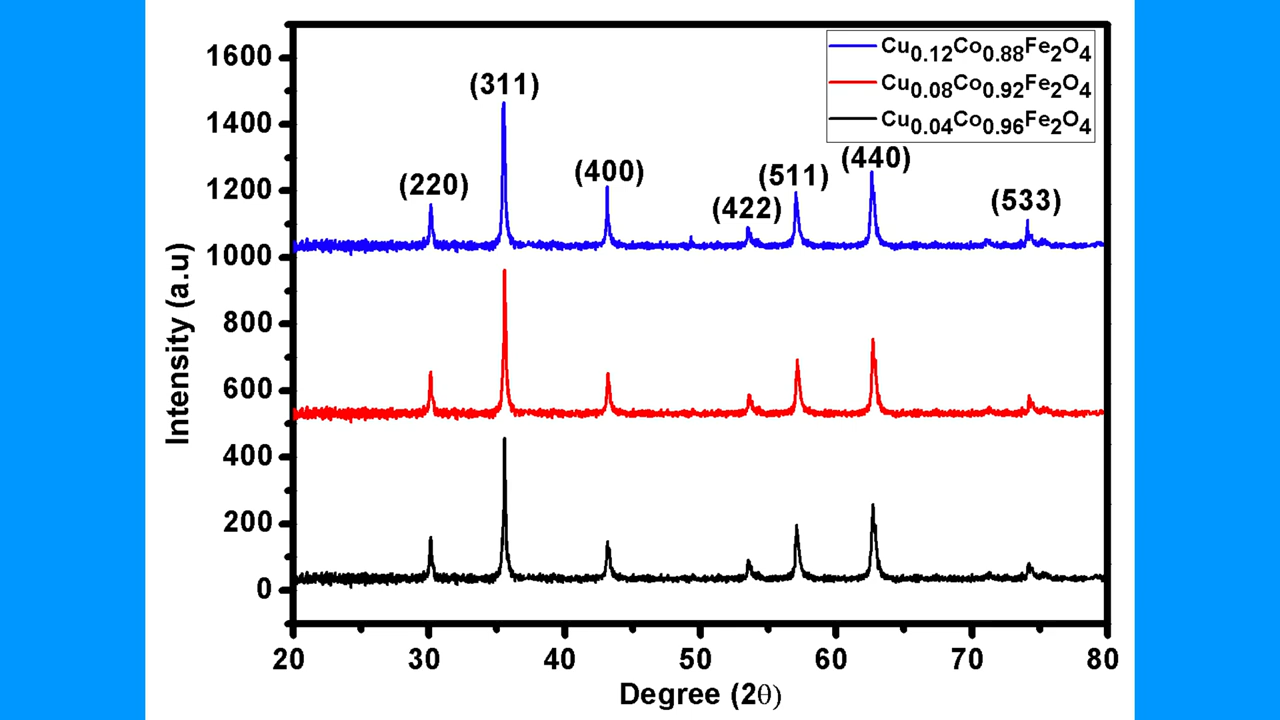 Cu0.12Co0.88Fe2O4
Cu0.08Co0.92Fe2O4
Cu0.04Co0.96Fe2O4
(220)
(311)
(400)
(422)
(511)
(440)
(533)
1600
1400
1200
1000
800
600
400
200
0
Intensity (a.u)
20 30 40 50 60 70 80
Degree (2θ)